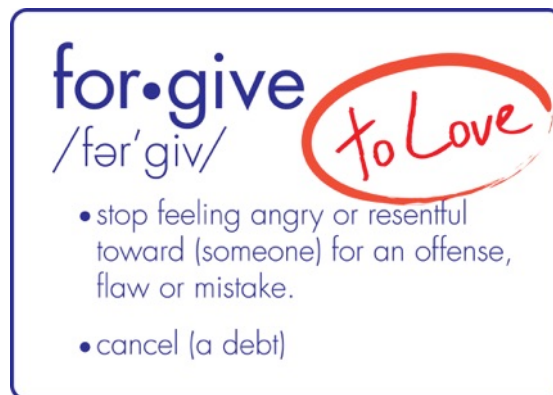 for•give
to Love
/fər'giv/
• stop feeling angry or resentful
toward (someone) for an offense,
flaw or mistake.
• cancel (a debt)